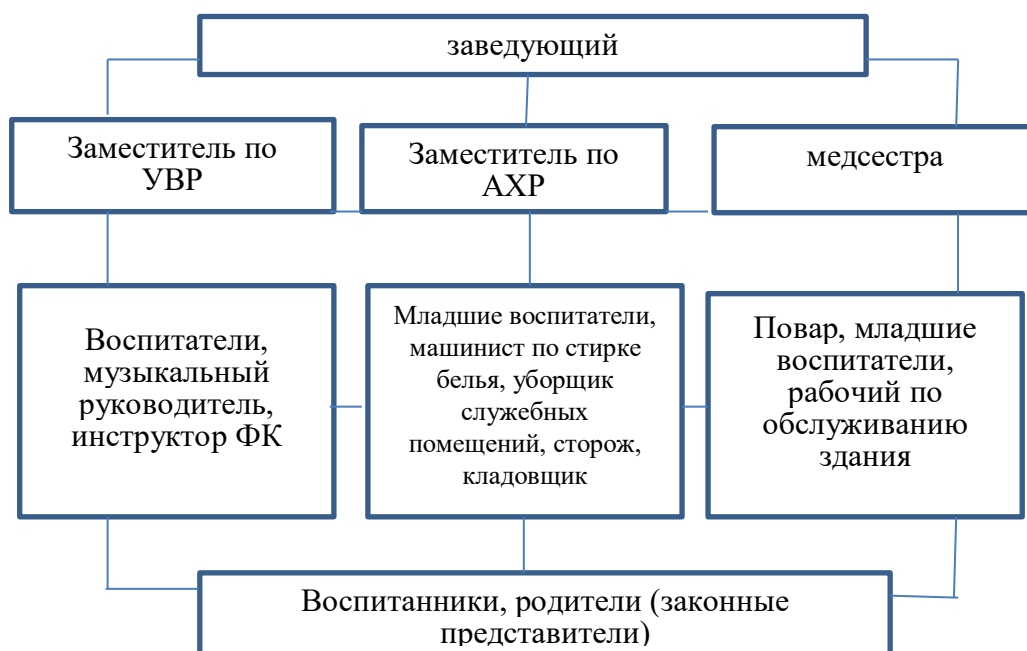 заведующий
Заместитель по
УВР
Заместитель по
АХР
медсестра
Воспитатели,
музыкальный
руководитель,
инструктор ФК
Младшие воспитатели,
машинист по стирке
белья, уборщик
служебных
помещений, сторож,
кладовщик
Повар, младшие
воспитатели,
рабочий по
обслуживанию
здания
Воспитанники, родители (законные
представители)